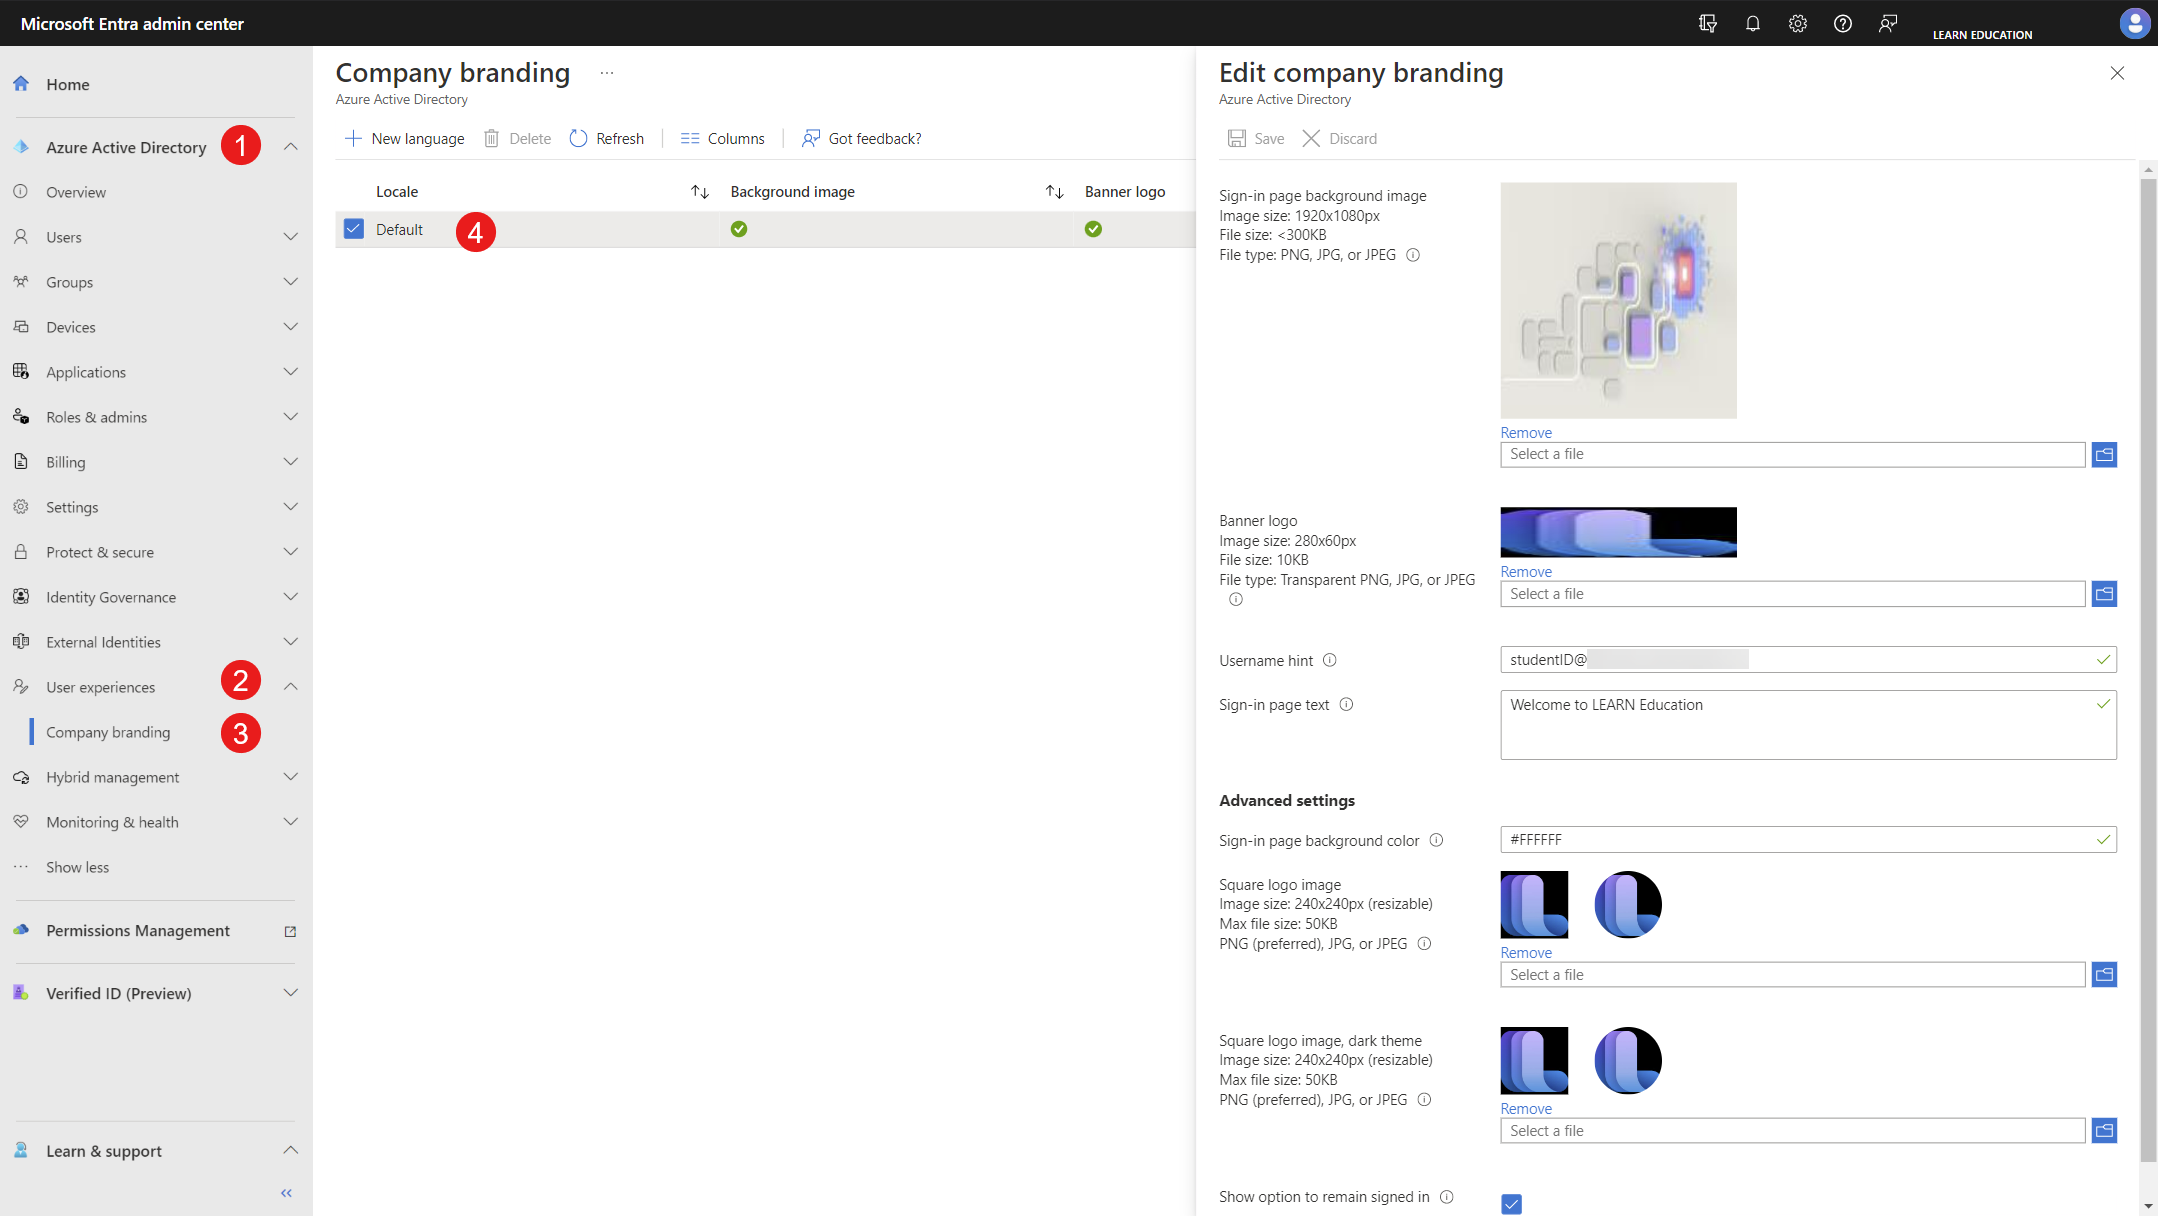 Microsoft Entra admin center
LEARN EDUCATION
Home
Azure Active Directory
1
Overview
Users
Groups
Devices
Applications
Roles & admins
Billing
Settings
Protect & secure
Identity Governance
External Identities
User experiences
2
Company branding
3
Hybrid management
Monitoring & health
Show less
Permissions Management
Verified ID (Preview)
Learn & support
Company branding
Azure Active Directory
New language
Delete
Refresh
Columns
Got feedback?
Locale
Background image
Banner logo
Default
4
Edit company branding
Azure Active Directory
Save
Discard
Sign-in page background image
Image size: 1920x1080px
File size: <300KB
File type: PNG, JPG, or JPEG
Remove
Select a file
Banner logo
Image size: 280x60px
File size: 10KB
File type: Transparent PNG, JPG, or JPEG
Remove
Select a file
Username hint
studentID@
Sign-in page text
Welcome to LEARN Education
Advanced settings
Sign-in page background color
#FFFFFF
Square logo image
Image size: 240x240px (resizable)
Max file size: 50KB
PNG (preferred), JPG, or JPEG
Remove
Select a file
Square logo image, dark theme
Image size: 240x240px (resizable)
Max file size: 50KB
PNG (preferred), JPG, or JPEG
Remove
Select a file
Show option to remain signed in